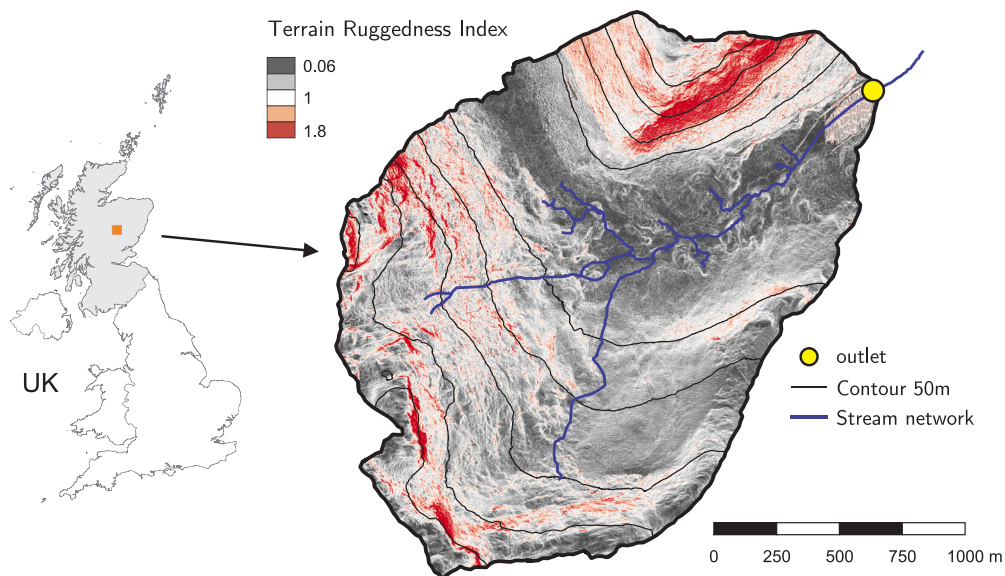 Terrain Ruggedness Index
0.06
1
1.8
UK
outlet
Contour 50m
Stream network
0 250 500 750 1000 m